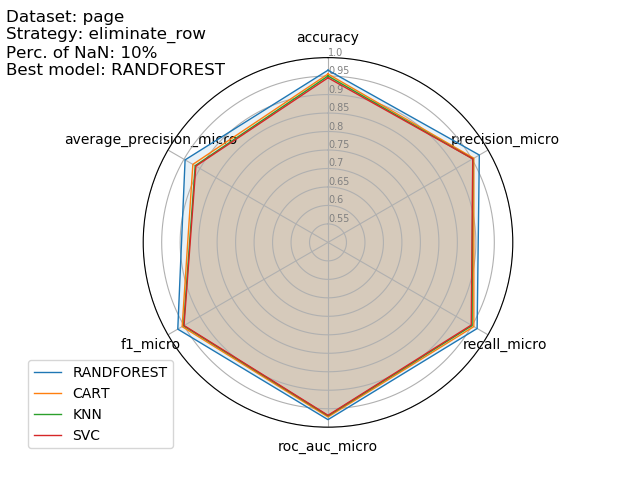 Dataset: page
Strategy: eliminate_row
Perc. of NaN: 10%
Best model: RANDFOREST
accuracy
1.0
0.95
0.9
0.85
0.8
0.75
0.7
0.65
0.6
0.55
average_precision_micro
precision_micro
f1_micro
recall_micro
roc_auc_micro
RANDFOREST
CART
KNN
SVC